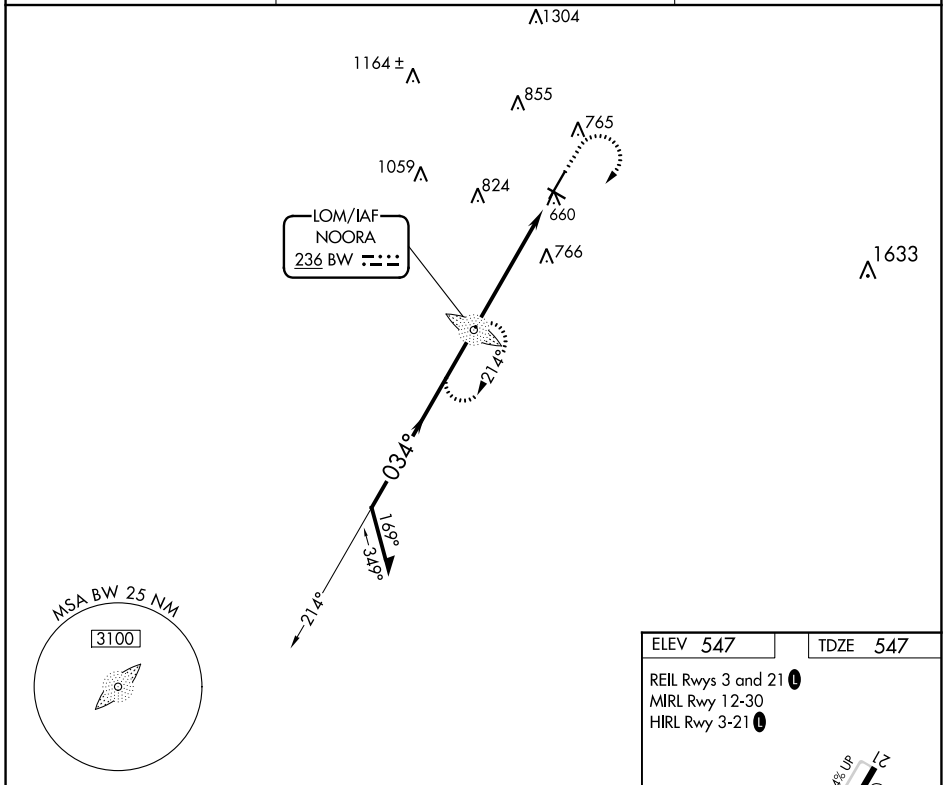 1304
1164 ±
855
765
1059
824
660
LOM/IAF
NOORA
236 BW
766
1633
214°
034°
169°
349°
214°
MSA BW 25 NM
3100
ELEV 547
TDZE 547
REIL Rwys 3 and 21 L
MIRL Rwy 12-30
HIRL Rwy 3-21 L
4% UP
21